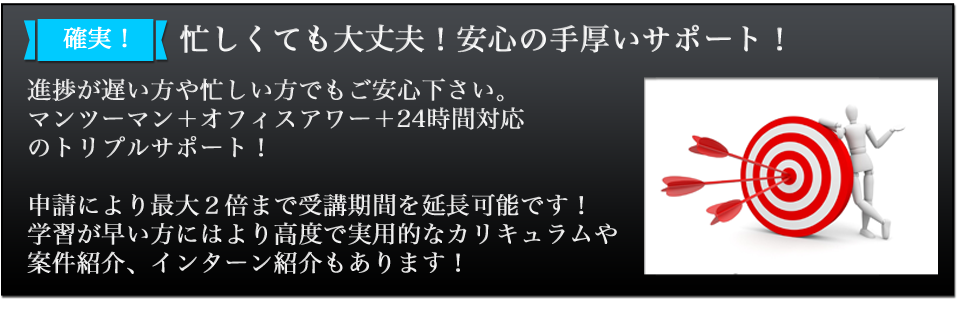 確実！
忙しくても大丈夫！安心の手厚いサポート！
進捗が遅い方や忙しい方でもご安心下さい。
マンツーマン＋オフィスアワー＋24時間対応
のトリプルサポート！
申請により最大２倍まで受講期間を延長可能です！
学習が早い方にはより高度で実用的なカリキュラムや
案件紹介、インターン紹介もあります！